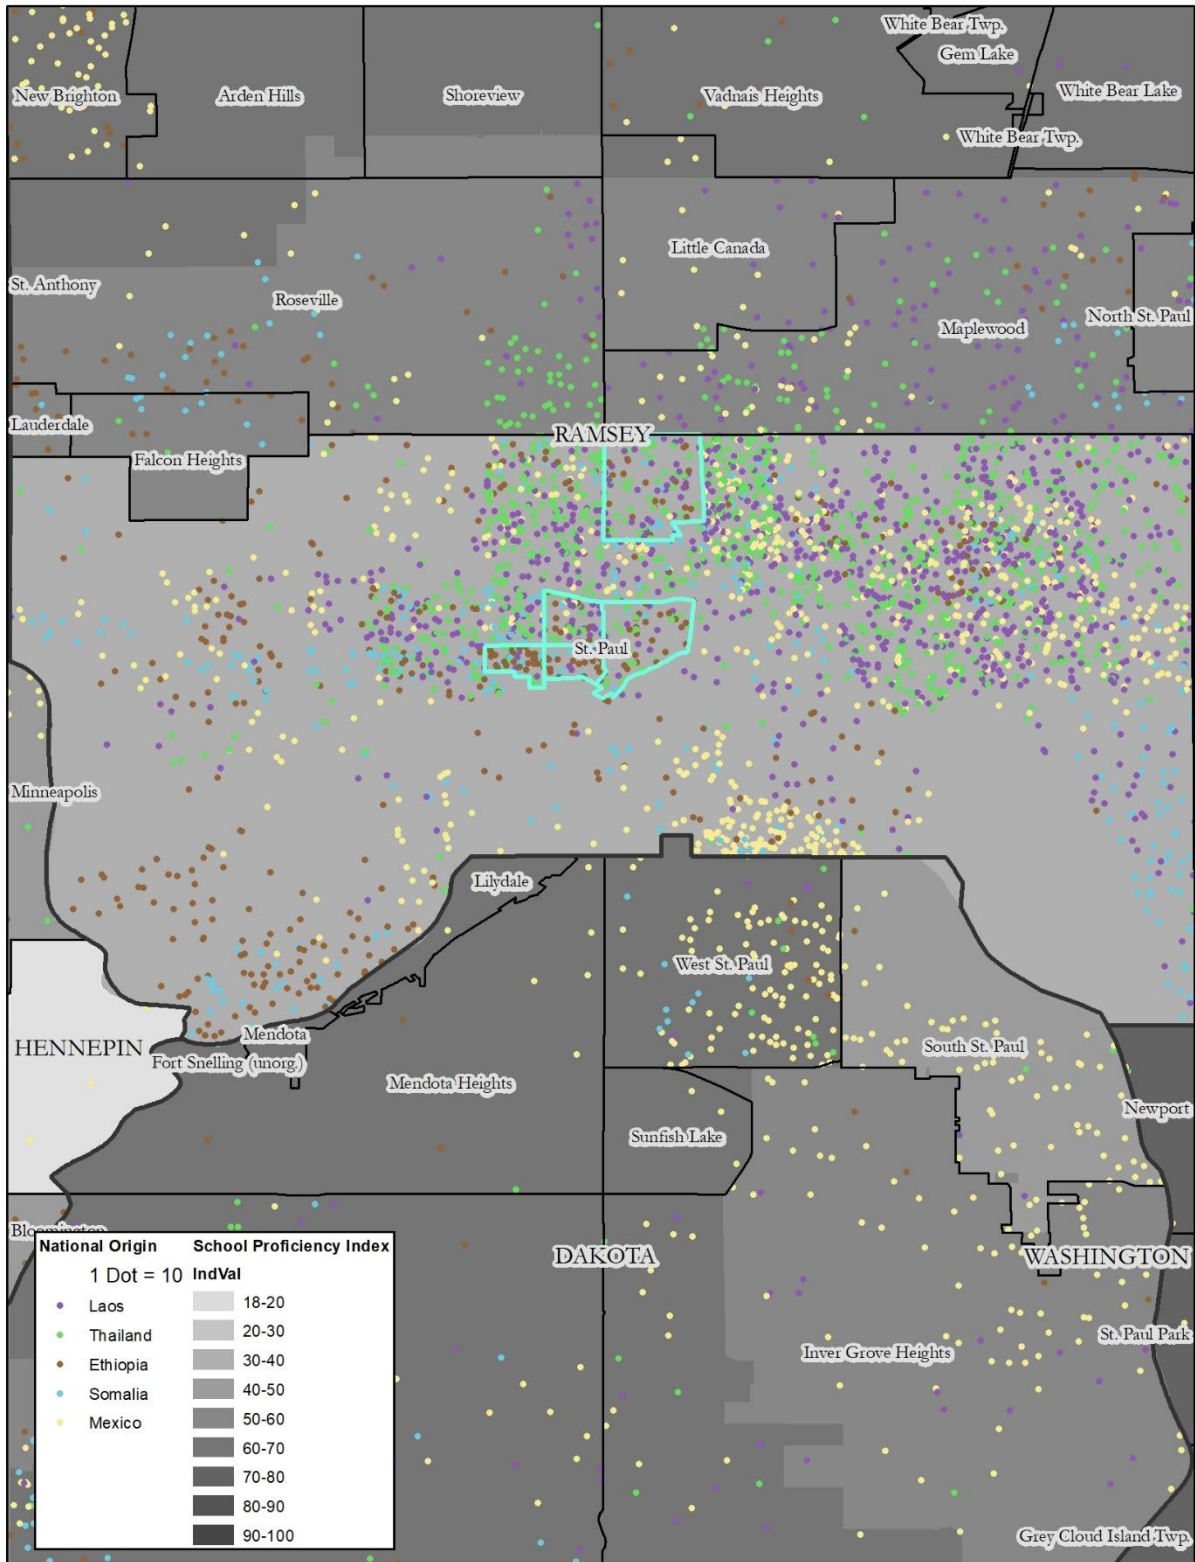 White Bear Twp.
Gem Lake
New Brighton
Arden Hills
Shoreview
Vadnais Heights
White Bear Lake
White Bear Twp.
Little Canada
St. Anthony
Roseville
North St. Paul
Maplewood
Lauderdale
RAMSEY
Falcon Heights
St. Paul
Minneapolis
Lilydale
West St. Paul
Mendota
HENNEPIN
South St. Paul
Fort Snelling (unorg.)
Mendota Heights
Newport
Sunfish Lake
Bloomington
DAKOTA
WASHINGTON
St. Paul Park
Inver Grove Heights
Grey Cloud Island Twp.
National Origin
1 Dot = 10
Laos
Thailand
Ethiopia
Somalia
Mexico
School Proficiency Index
IndVal
18-20
20-30
30-40
40-50
50-60
60-70
70-80
80-90
90-100